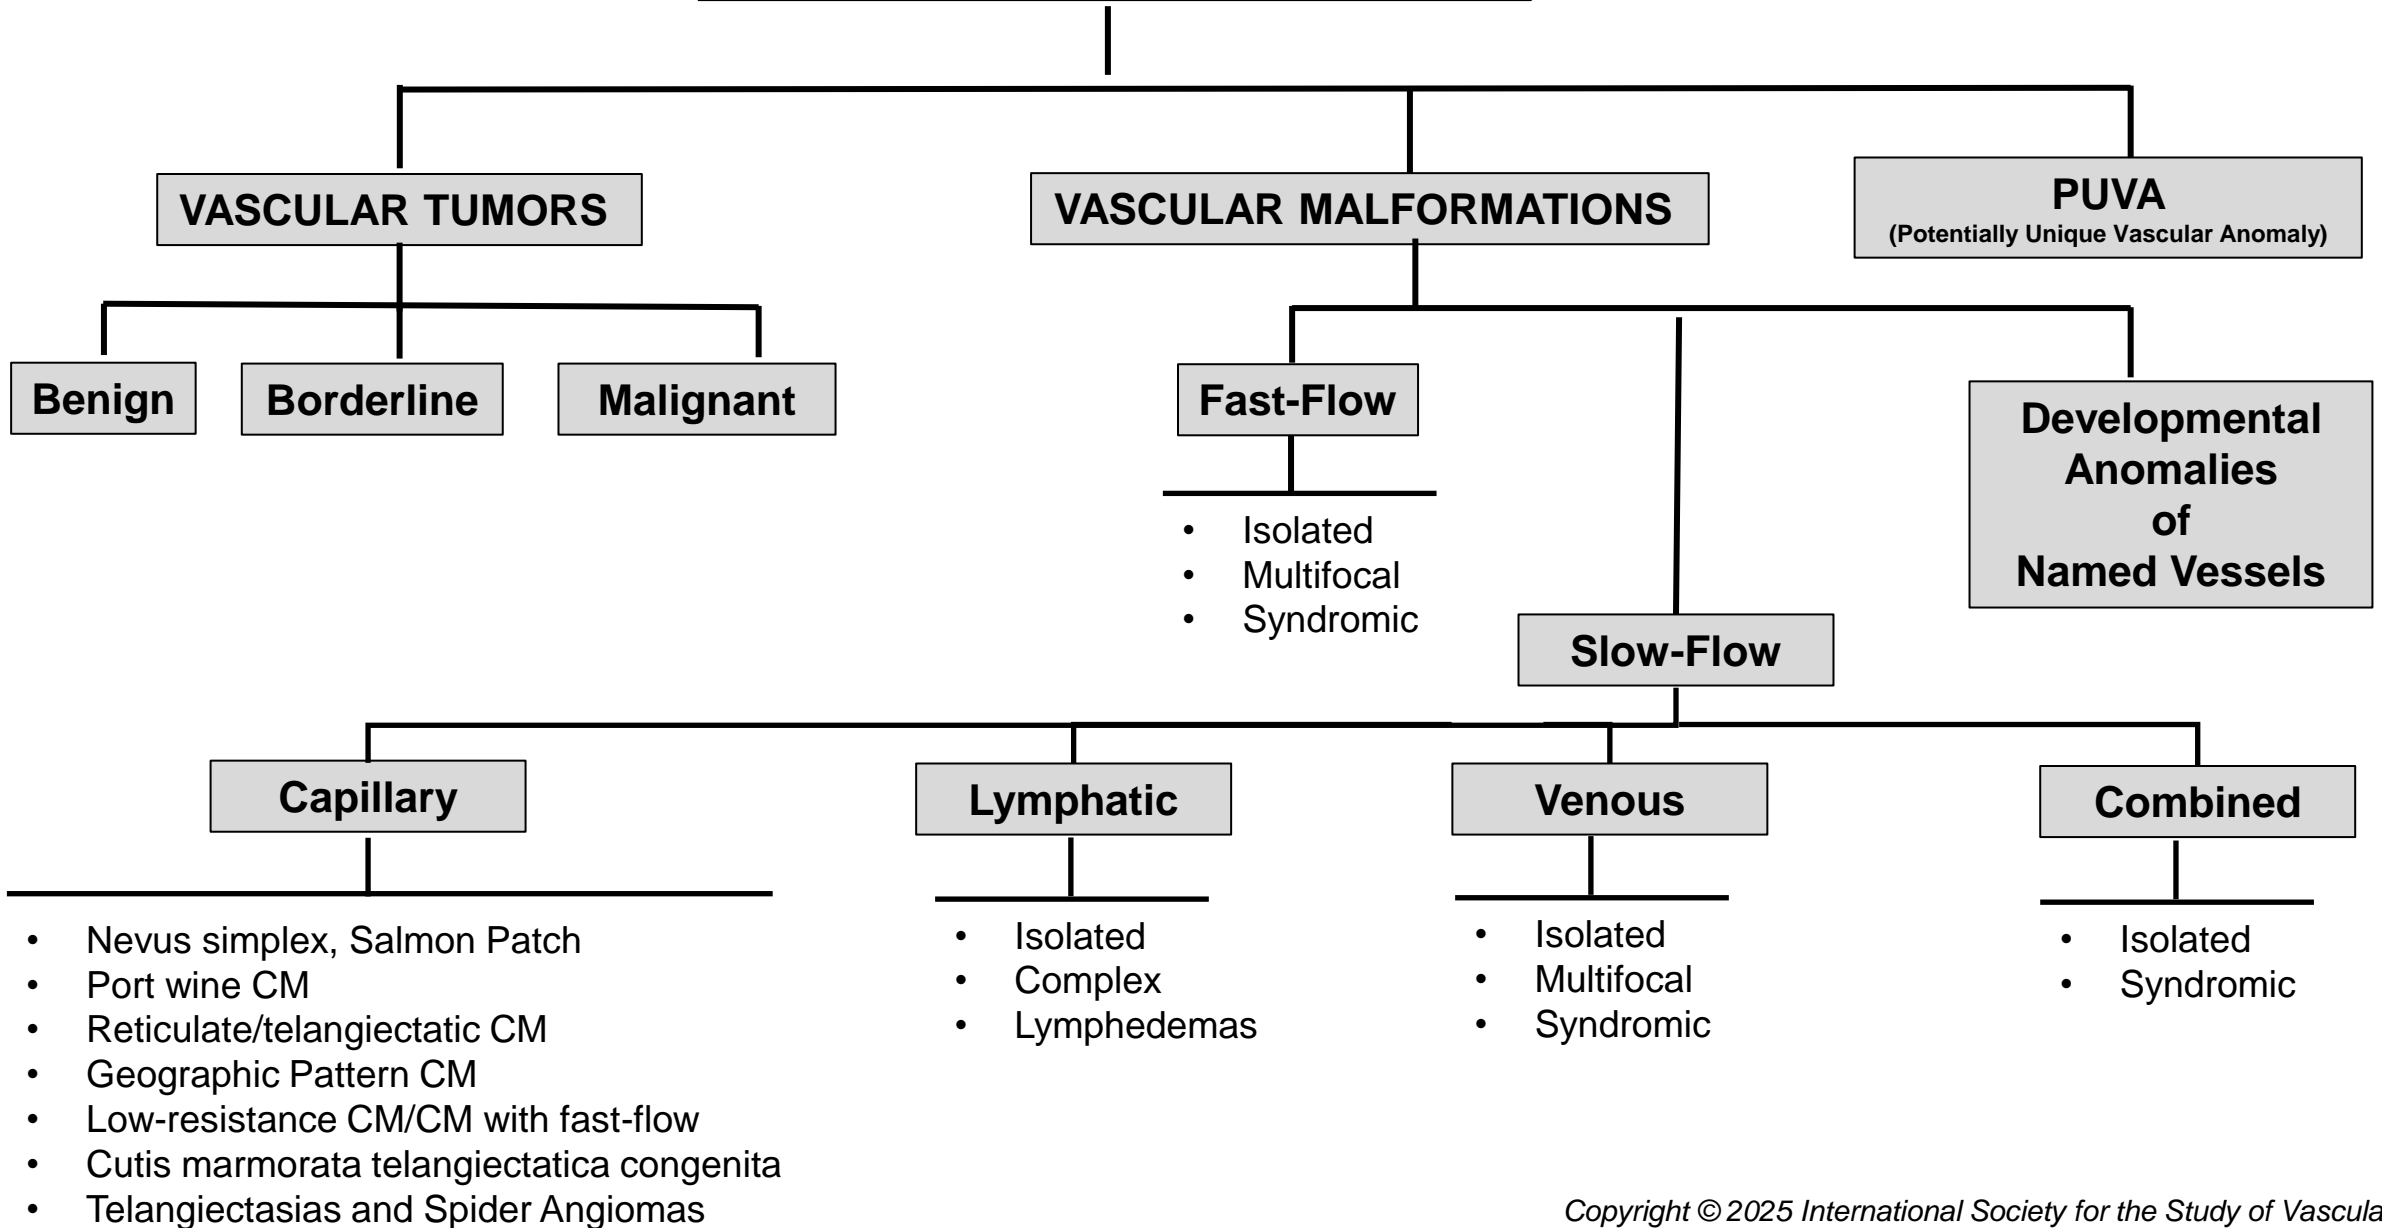 VASCULAR TUMORS
VASCULAR MALFORMATIONS
PUVA
(Potentially Unique Vascular Anomaly)
Benign
Borderline
Malignant
Fast-Flow
• Isolated
• Multifocal
• Syndromic
Developmental
Anomalies
of
Named Vessels
Slow-Flow
Capillary
• Nevus simplex, Salmon Patch
• Port wine CM
• Reticulate/telangiectatic CM
• Geographic Pattern CM
• Low-resistance CM/CM with fast-flow
• Cutis marmorata telangiectatica congenita
• Telangiectasias and Spider Angiomas
Lymphatic
• Isolated
• Complex
• Lymphedemas
Venous
• Isolated
• Multifocal
• Syndromic
Combined
• Isolated
• Syndromic
Copyright © 2025 International Society for the Study of Vascula